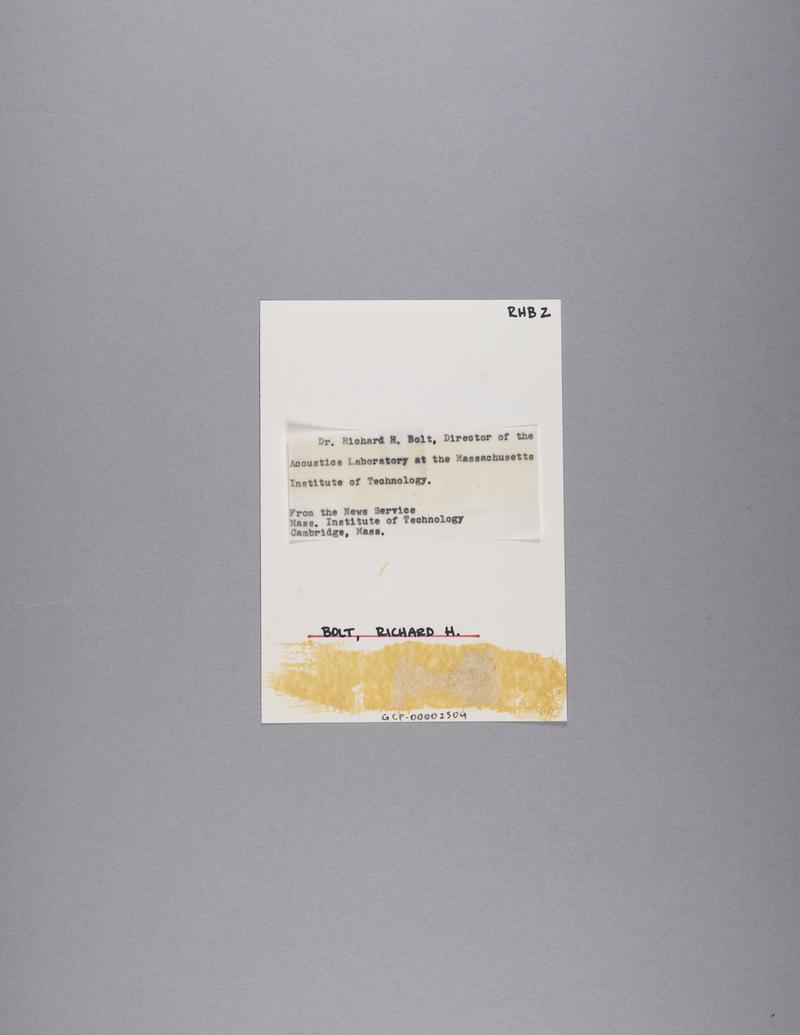 RHB 2
Dr. Richard H. Bolt, Director of the
Acoustics Laboratory at the Massachusetts
Institute of Technology.
From the News Service
Mass. Institute of Technology
Cambridge, Mass.
BOLT, RICHARD H.
GCP-00002504